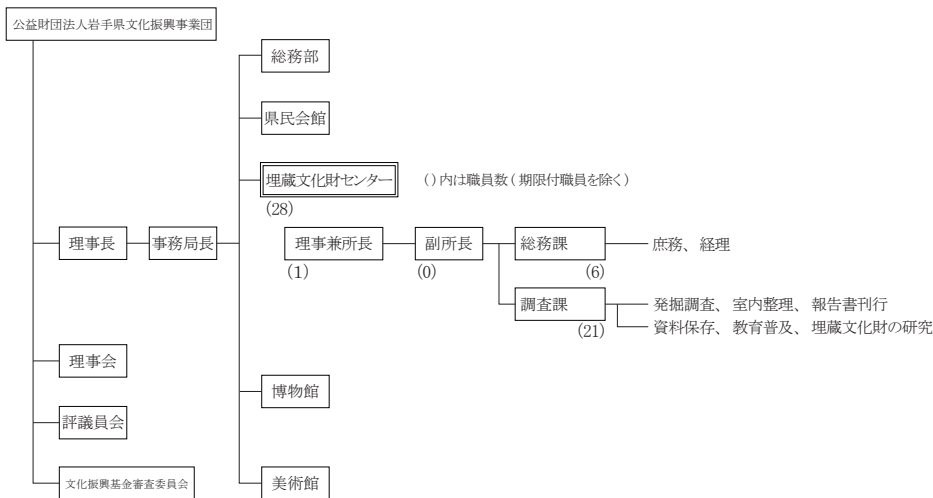 公益財団法人岩手県文化振興事業団
総務部
県民会館
埋蔵文化財センター
()内は職員数(期限付職員を除く)
(28)
理事長
事務局長
理事兼所長
副所長
総務課
庶務、経理
(1)
(0)
(6)
調査課
発掘調査、室内整理、報告書刊行
(21)
資料保存、教育普及、埋蔵文化財の研究
理事会
博物館
評議員会
文化振興基金審査委員会
美術館